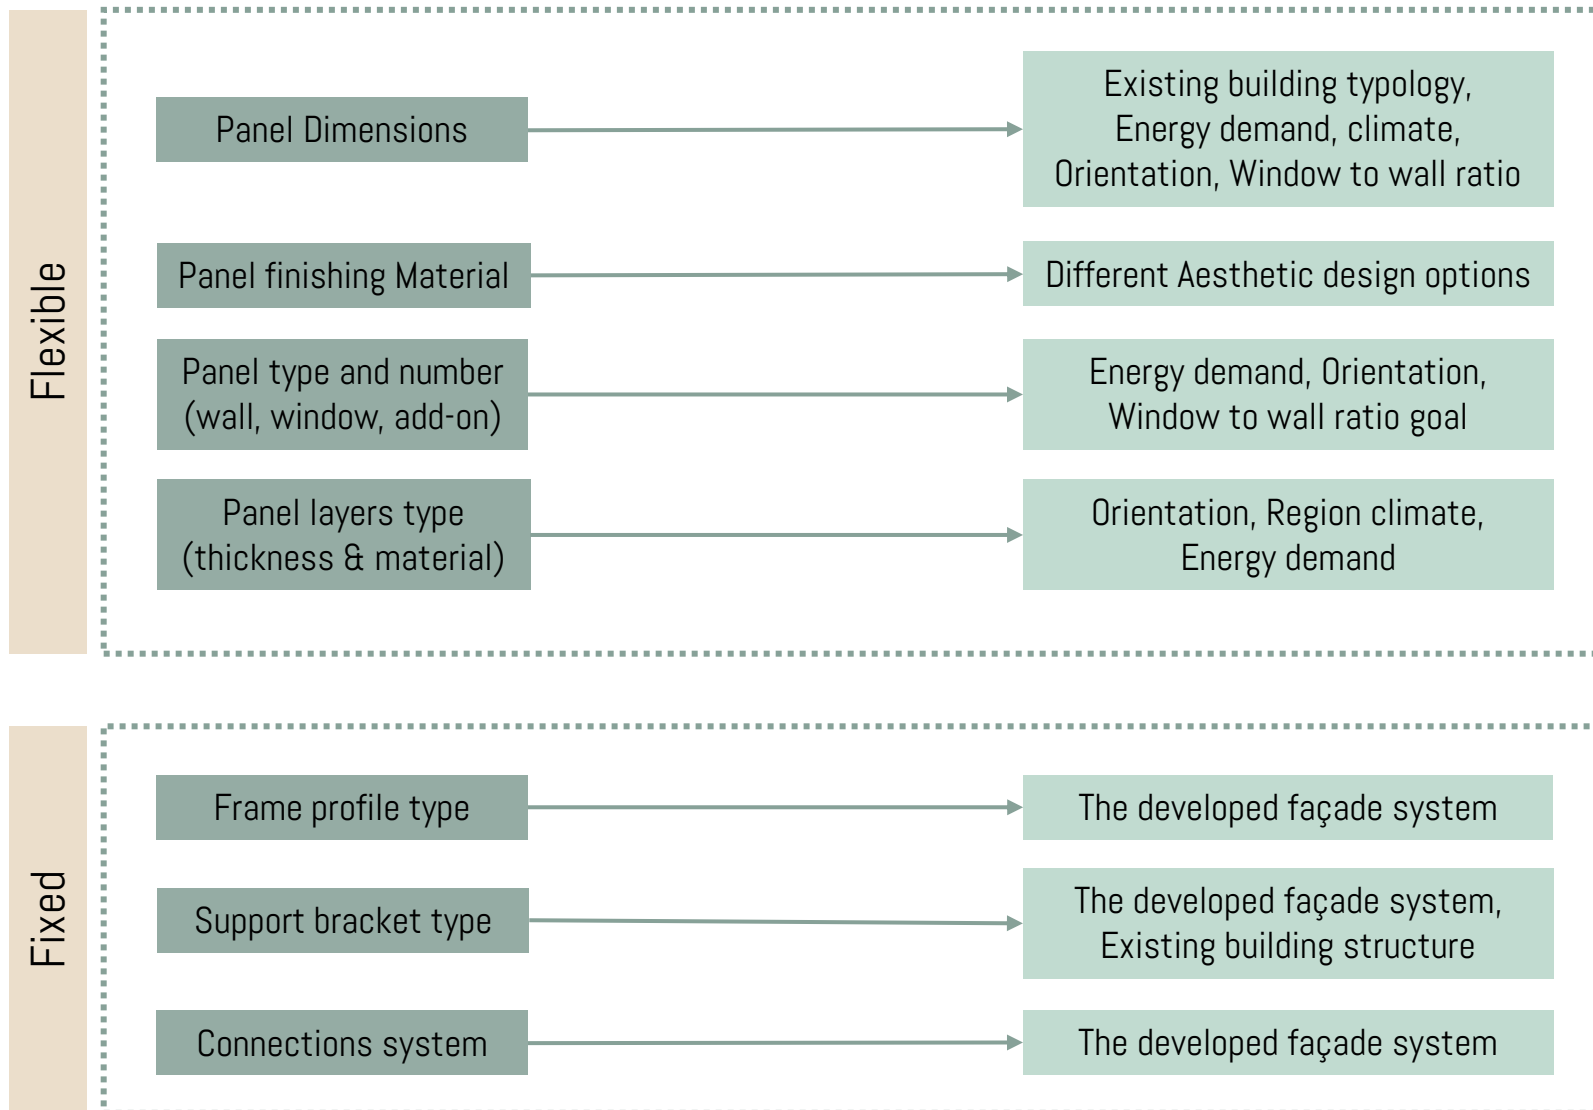 Flexible
Panel Dimensions
Existing building typology,
Energy demand, climate,
Orientation, Window to wall ratio
Panel finishing Material
Different Aesthetic design options
Panel type and number
(wall, window, add-on)
Energy demand, Orientation,
Window to wall ratio goal
Panel layers type
(thickness & material)
Orientation, Region climate,
Energy demand
Fixed
Frame profile type
The developed façade system
Support bracket type
The developed façade system,
Existing building structure
Connections system
The developed façade system